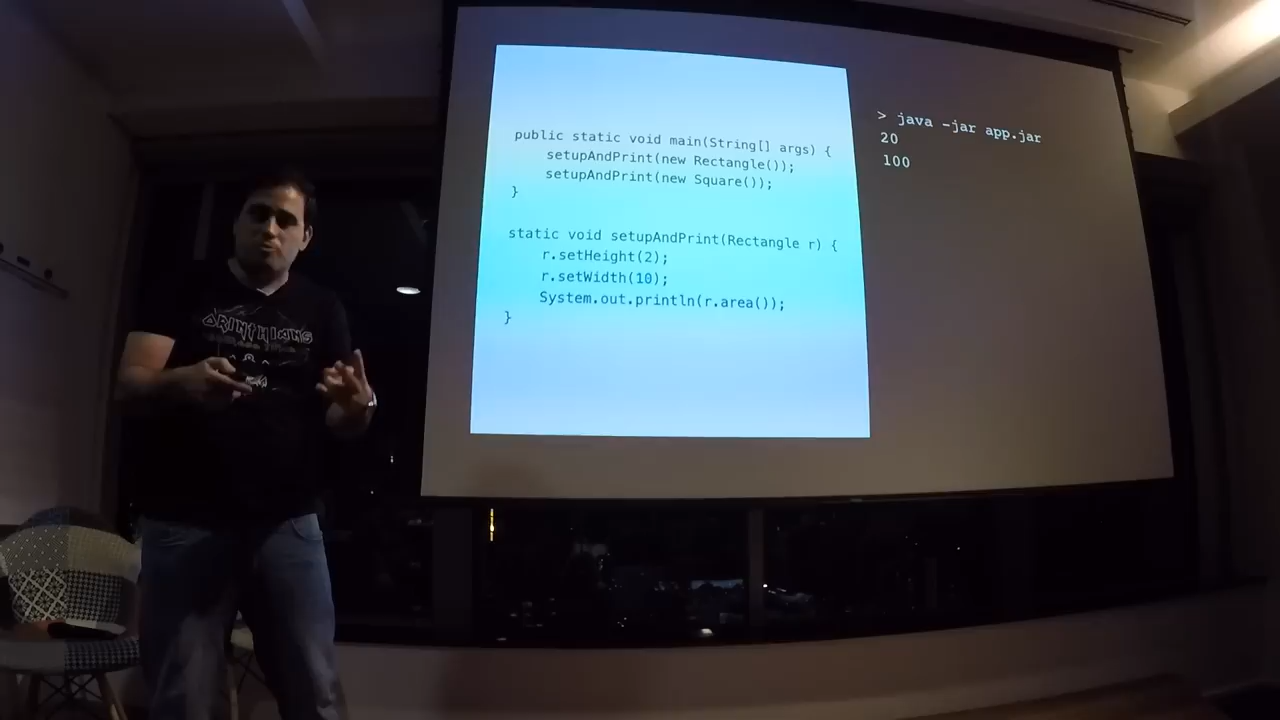 public static void main(String[] args) {
setupAndPrint(new Rectangle());
setupAndPrint(new Square());
}
static void setupAndPrint(Rectangle r) {
r.setHeight(2);
r.setWidth(10);
System.out.println(r.area());
}
> java -jar app.jar
20
100